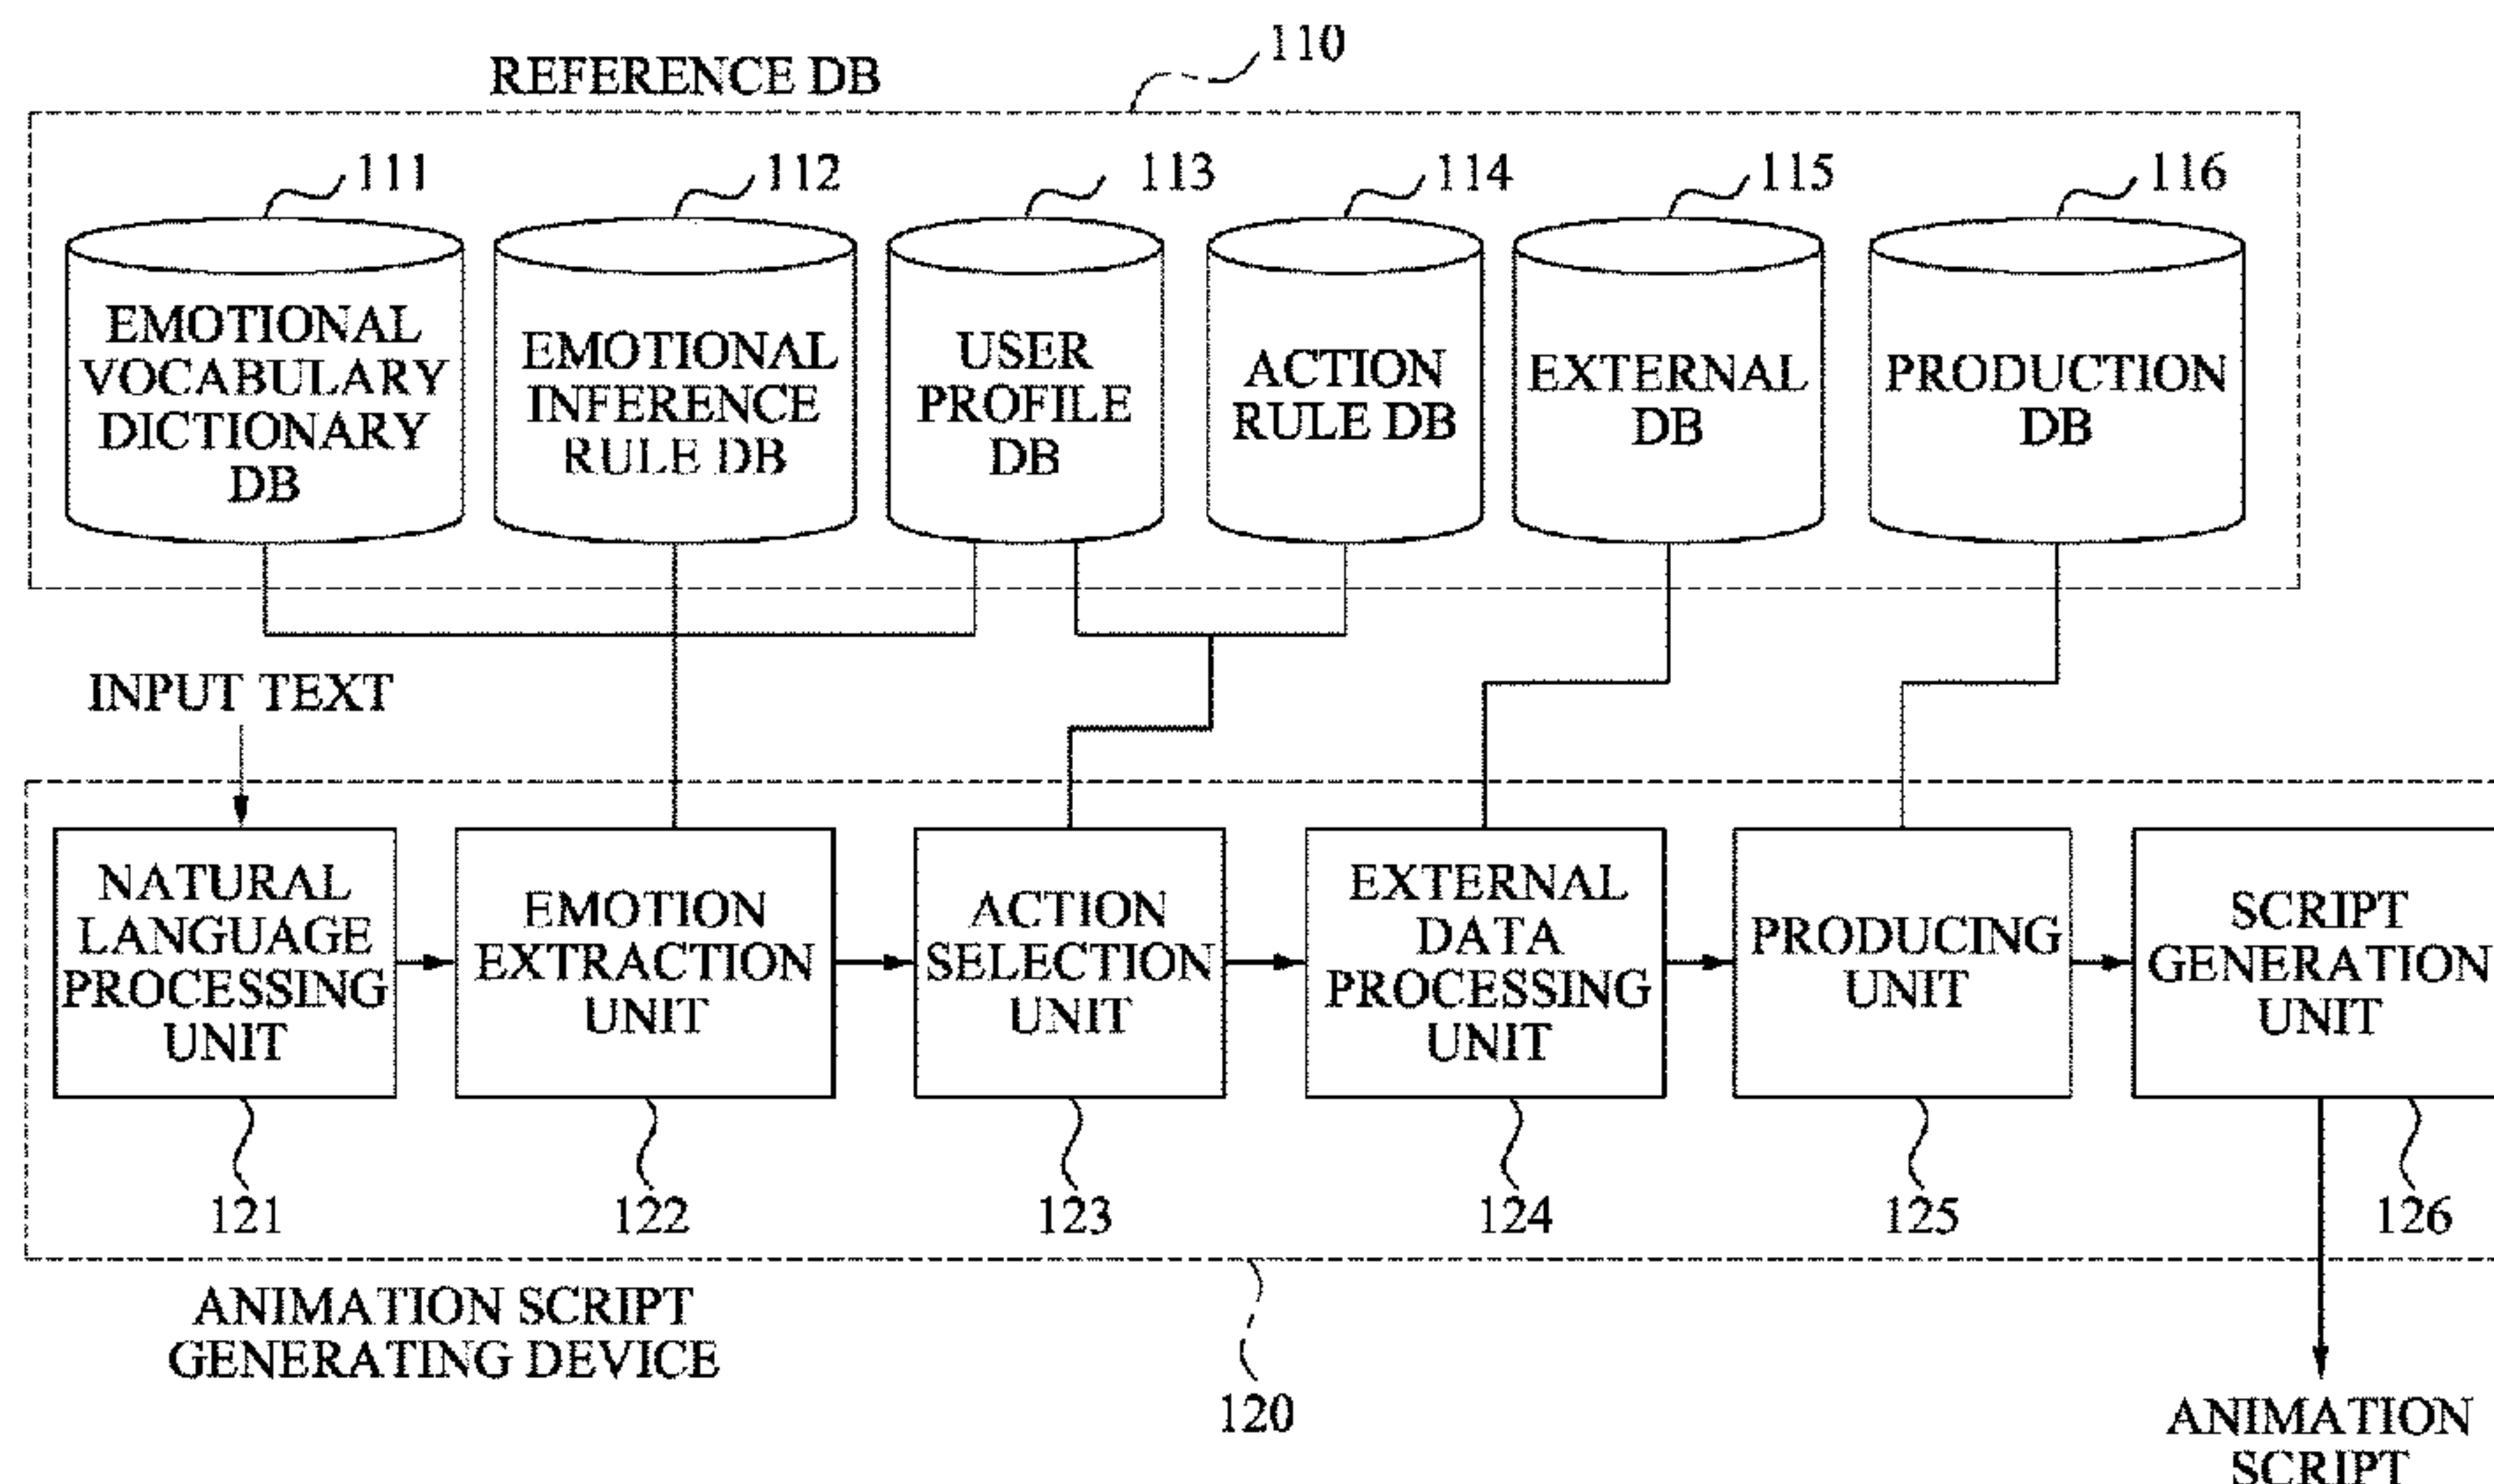 REFERENCE DB
110
111
112
113
114
115
116
EMOTIONAL
VOCABULARY
DICTIONARY
DB
EMOTIONAL
INFERENCE
RULE DB
USER
PROFILE
DB
ACTION
RULE DB
EXTERNAL
DB
PRODUCTION
DB
INPUT TEXT
NATURAL
LANGUAGE
PROCESSING
UNIT
EMOTION
EXTRACTION
UNIT
ACTION
SELECTION
UNIT
EXTERNAL
DATA
PROCESSING
UNIT
PRODUCING
UNIT
SCRIPT
GENERATION
UNIT
121
122
123
124
125
126
ANIMATION SCRIPT
GENERATING DEVICE
120
ANIMATION
SCRIPT